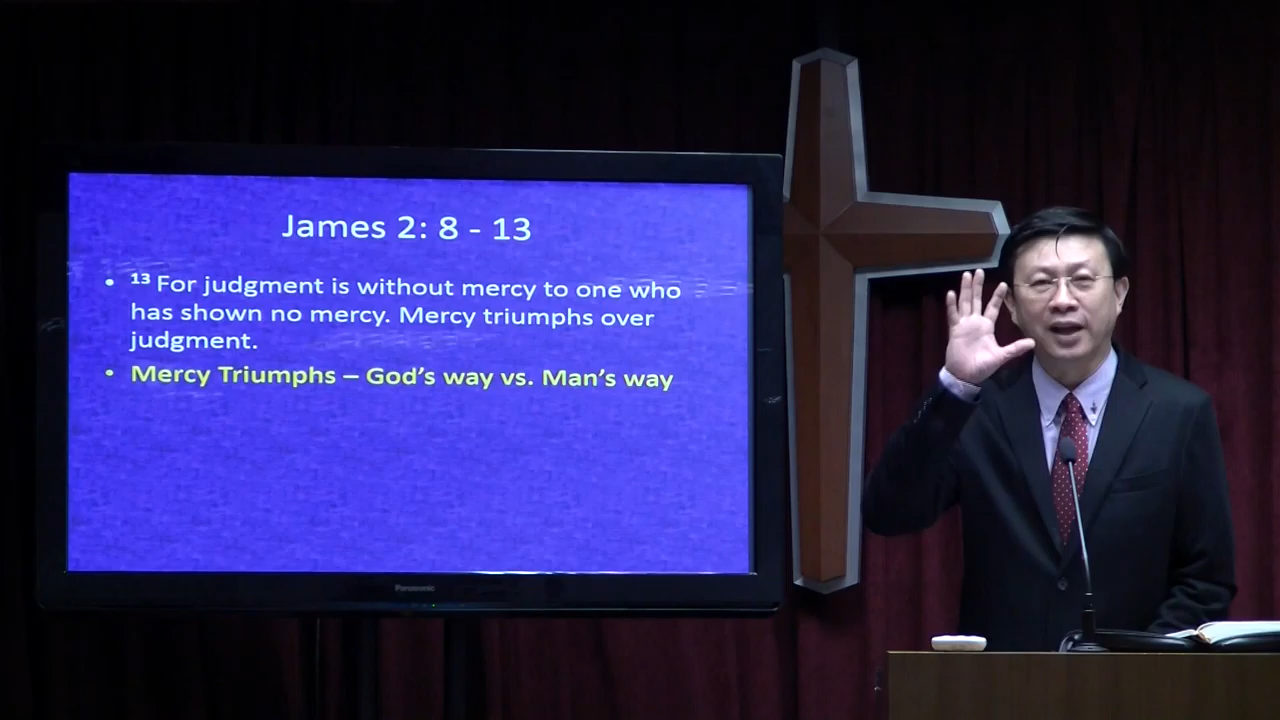 James 2: 8 - 13
• ¹³ For judgment is without mercy to one who
has shown no mercy. Mercy triumphs over
judgment.
• Mercy Triumphs – God’s way vs. Man’s way
Panasonic